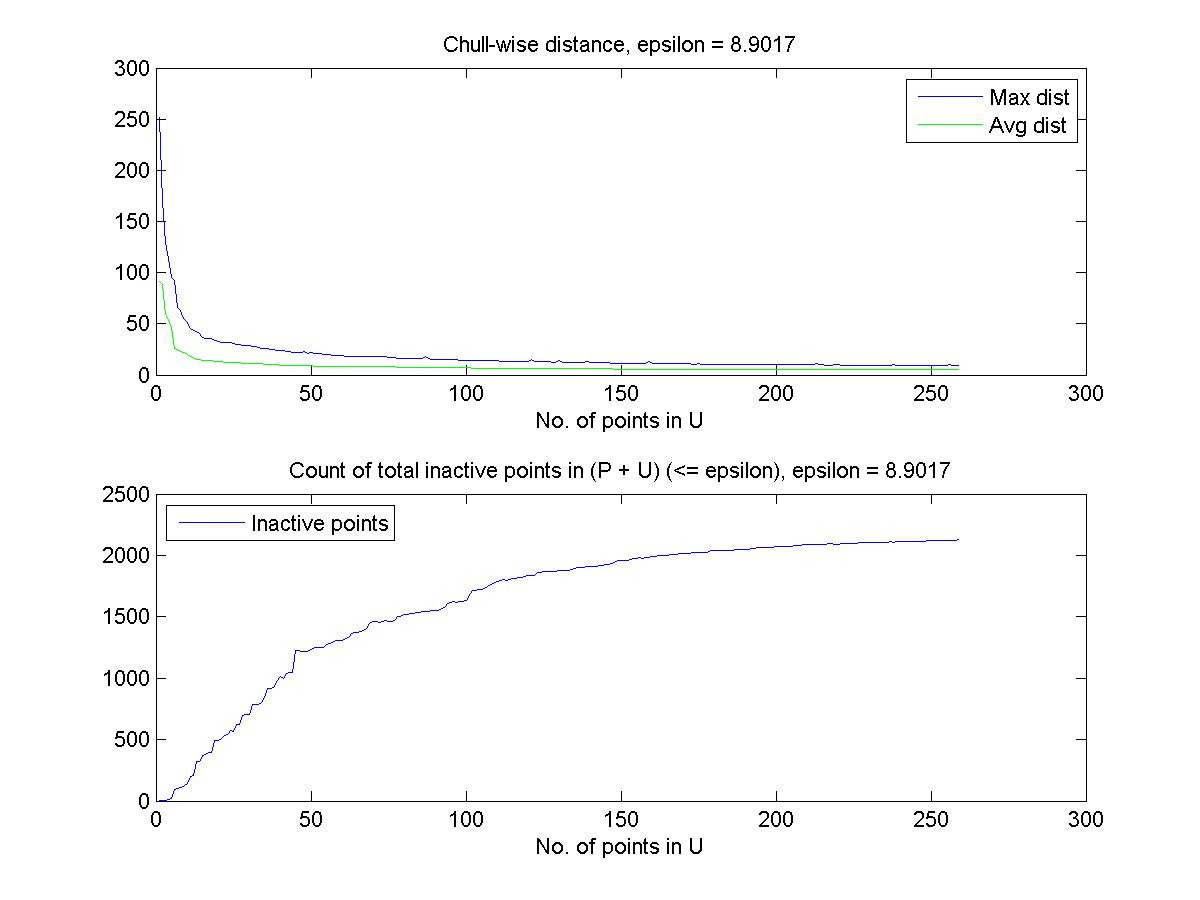 Chull-wise distance, epsilon = 8.9017
300
250
200
150
100
50
0
Max dist
Avg dist
0 50 100 150 200 250 300
No. of points in U
Count of total inactive points in (P + U) (<= epsilon), epsilon = 8.9017
2500
2000
1500
1000
500
0
Inactive points
0 50 100 150 200 250 300
No. of points in U